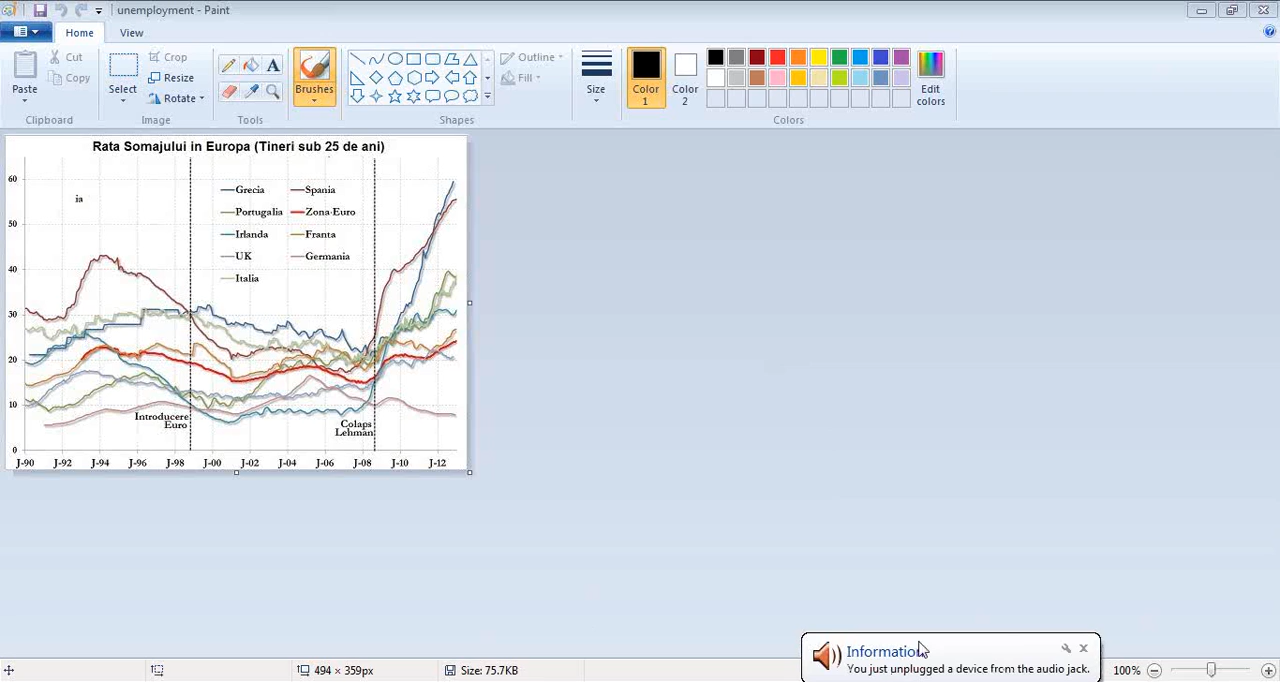 unemployment - Paint
Home View
Paste
Cut
Copy
Clipboard
Select
Crop
Resize
Rotate
Image
A
Tools
Brushes
Outline
Fill
Shapes
Size
Color 1
Color 2
Edit colors
Colors
Rata Somajului in Europa (Tineri sub 25 de ani)
60
50
40
30
20
10
0
ia
Grecia Spania
Portugalia Zona-Euro
Irlanda Franta
UK Germania
Italia
Introducere
Euro
Colaps
Lehman
J-90 J-92 J-94 J-96 J-98 J-00 J-02 J-04 J-06 J-08 J-10 J-12
Information
You just unplugged a device from the audio jack.
494 × 359px
Size: 75.7KB
100%